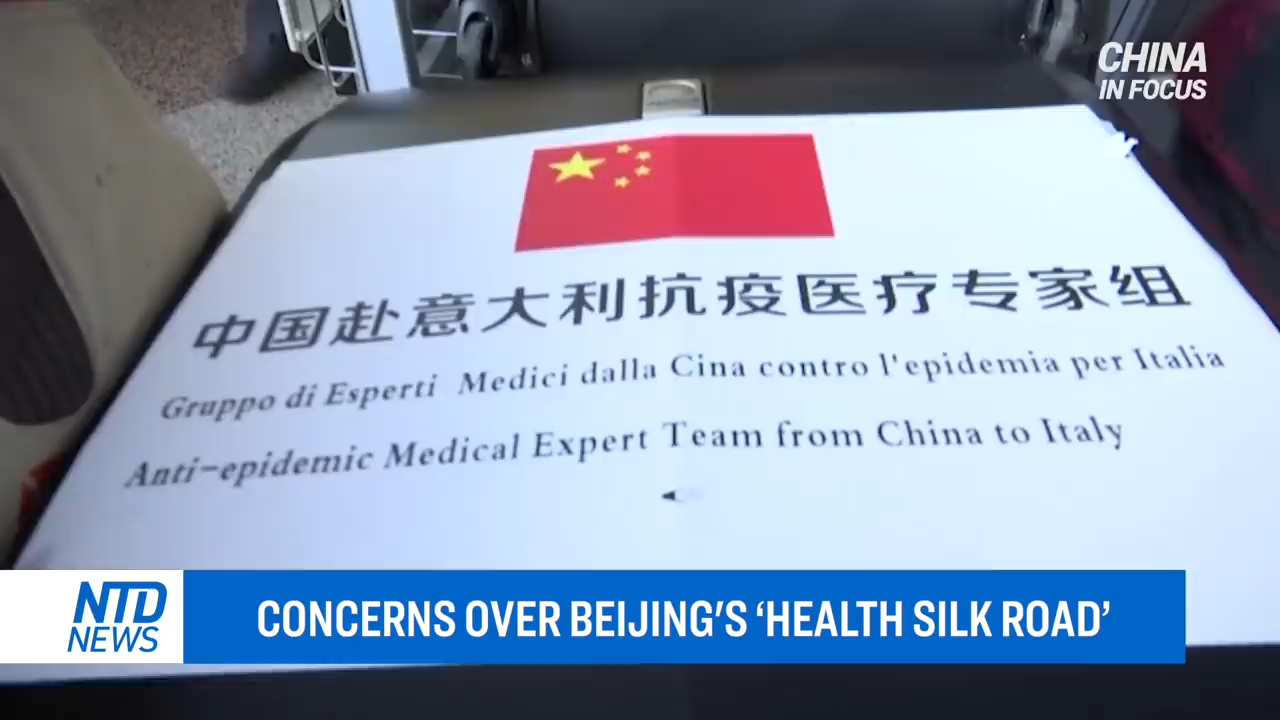 CHINA
IN FOCUS
中国赴意大利抗疫医疗专家组
Gruppo di Esperti Medici dalla Cina contro l'epidemia per Italia
Anti-epidemic Medical Expert Team from China to Italy
NTD
NEWS
CONCERNS OVER BEIJING'S ‘HEALTH SILK ROAD’